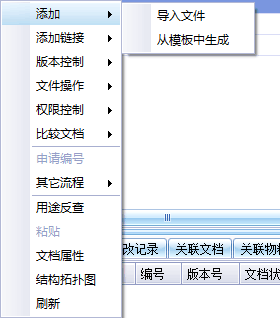 添加
添加链接
版本控制
文件操作
权限控制
比较文档
申请编号
其它流程
用途反查
粘贴
文档属性
结构拓扑图
刷新
导入文件
从模板中生成
改记录
关联文档
关联物
编号
版本号
文档状